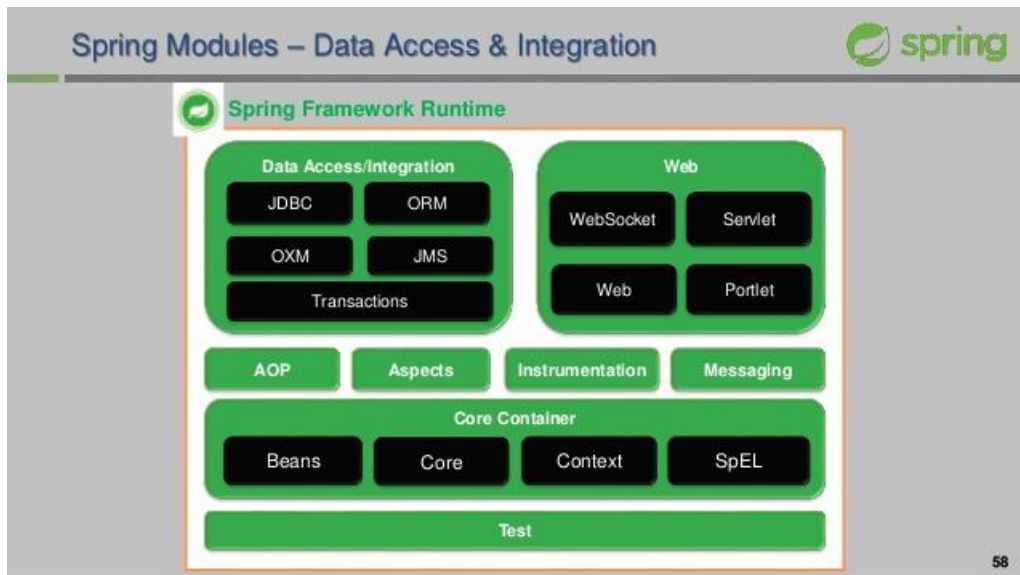 Spring Modules – Data Access & Integration
spring
Spring Framework Runtime
Data Access/Integration
JDBC
ORM
OXM
JMS
Transactions
Web
WebSocket
Servlet
Web
Portlet
AOP
Aspects
Instrumentation
Messaging
Core Container
Beans
Core
Context
SpEL
Test
58